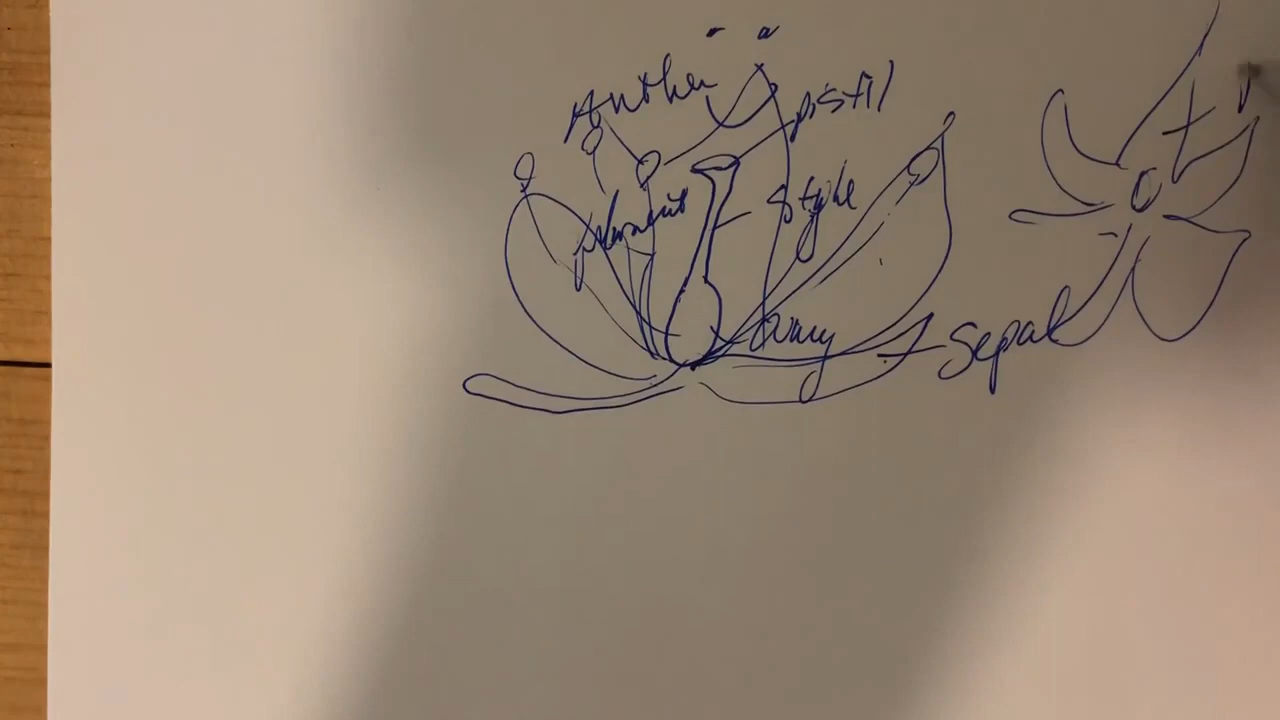 Anther
pistil
filament
style
ovary
sepal